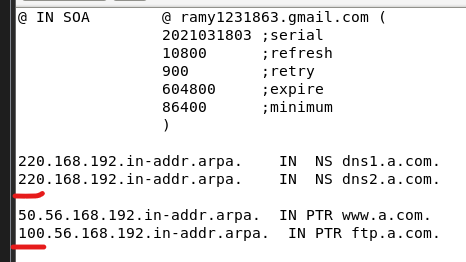 @ IN SOA @ ramy1231863.gmail.com (
2021031803 ;serial
10800 ;refresh
900 ;retry
604800 ;expire
86400 ;minimum
)
220.168.192.in-addr.arpa. IN NS dns1.a.com.
220.168.192.in-addr.arpa. IN NS dns2.a.com.
50.56.168.192.in-addr.arpa. IN PTR www.a.com.
100.56.168.192.in-addr.arpa. IN PTR ftp.a.com.